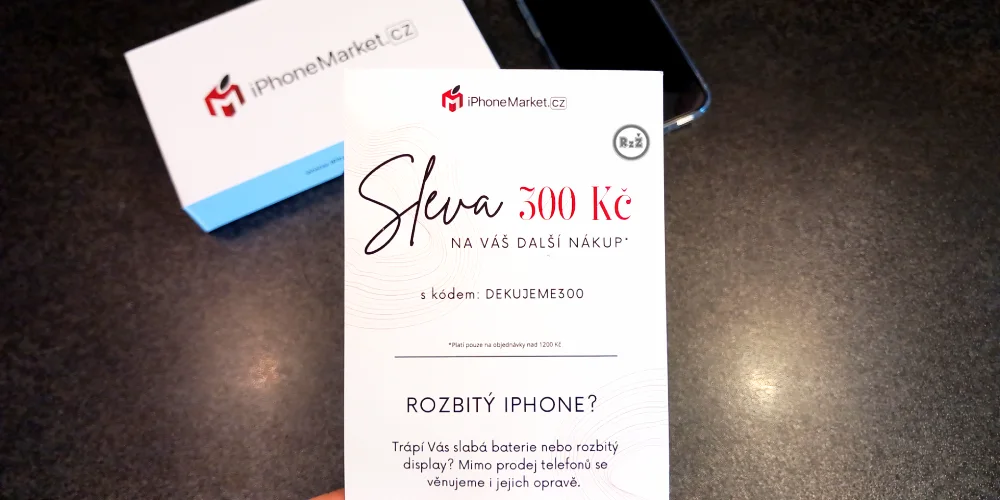 iPhoneMarket.cz
iPhoneMarket.cz
RzŽ
Sleva 300 Kč
NA VÁŠ DALŠÍ NÁKUP*
s kódem: DEKUJEME300
*Platí pouze na objednávky nad 1200 Kč
ROZBITÝ IPHONE?
Trápí Vás slabá baterie nebo rozbitý
display? Mimo prodej telefonů se
věnujeme i jejich opravě.